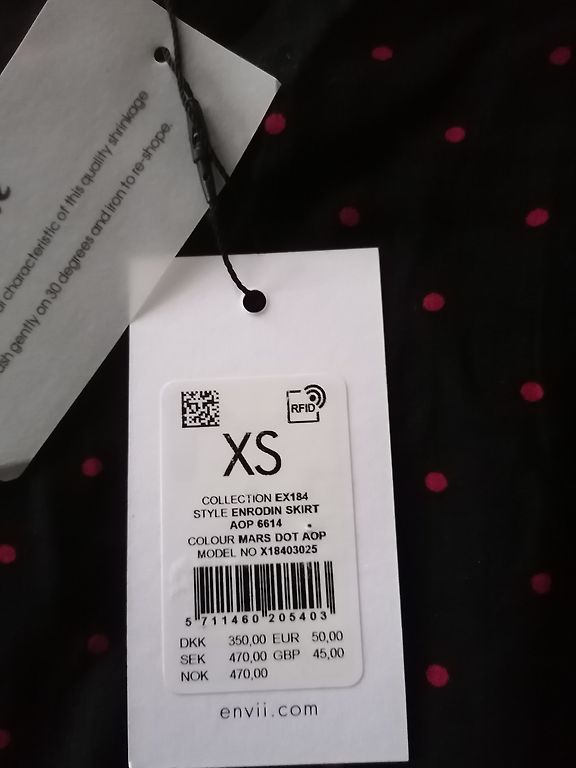 characteristic of this quality shrinkage
gently on 30 degrees and iron to re-shape.
RFID
XS
COLLECTION EX184
STYLE ENRODIN SKIRT
AOP 6614
COLOUR MARS DOT AOP
MODEL NO X18403025
5 711460 205403
DKK 350,00 EUR 50,00
SEK 470,00 GBP 45,00
NOK 470,00
envii.com